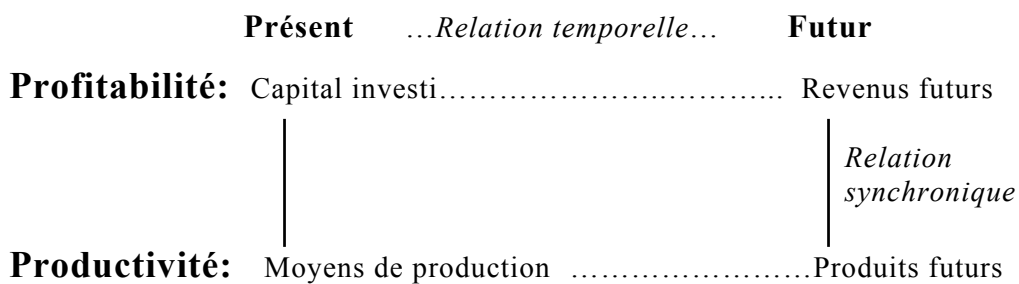 Présent …Relation temporelle… Futur
Profitabilité: Capital investi…………………..………... Revenus futurs
Relation
synchronique
Productivité: Moyens de production ……………………Produits futurs